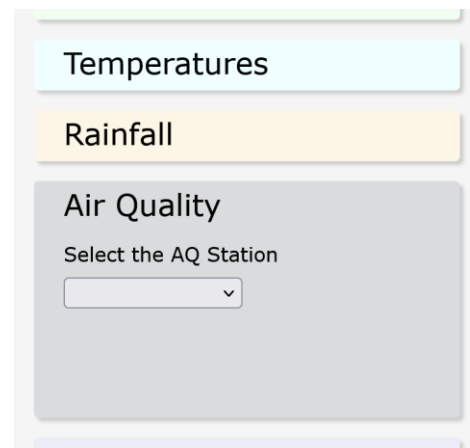 Temperatures
Rainfall
Air Quality
Select the AQ Station